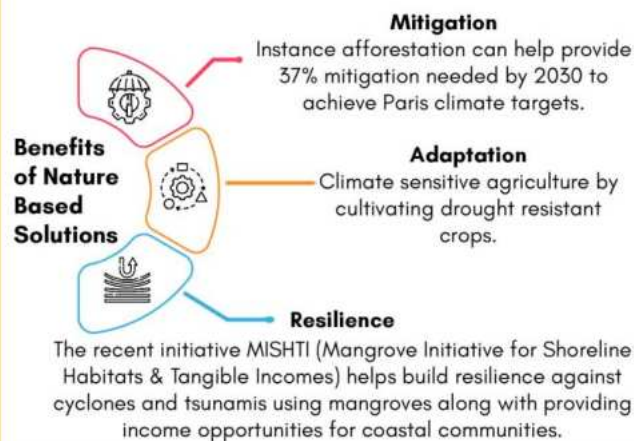 Benefits
of Nature
Based
Solutions
Mitigation
Instance afforestation can help provide
37% mitigation needed by 2030 to
achieve Paris climate targets.
Adaptation
Climate sensitive agriculture by
cultivating drought resistant
crops.
Resilience
The recent initiative MISHTI (Mangrove Initiative for Shoreline
Habitats & Tangible Incomes) helps build resilience against
cyclones and tsunamis using mangroves along with providing
income opportunities for coastal communities.